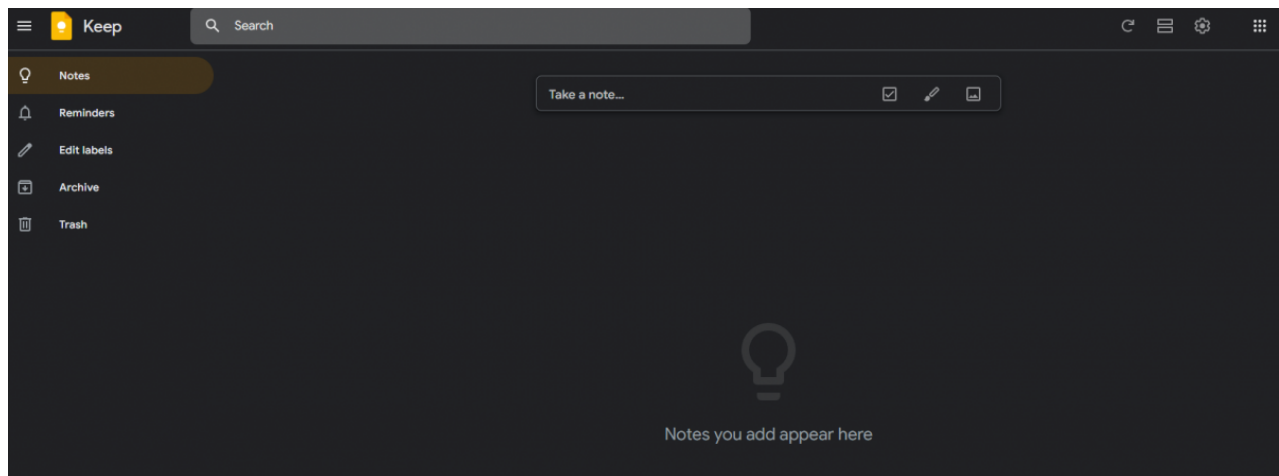 Keep
Search
Notes
Take a note...
Reminders
Edit labels
Archive
Trash
Notes you add appear here